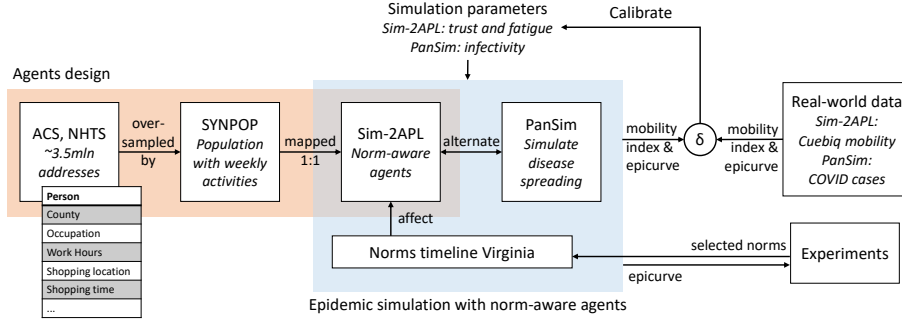 Simulation parameters
Sim-2APL: trust and fatigue
PanSim: infectivity
Calibrate
Agents design
ACS, NHTS
~3.5mln
addresses
over-
sampled
by
SYNPOP
Population
with weekly
activities
mapped
1:1
Sim-2APL
Norm-aware
agents
alternate
PanSim
Simulate
disease
spreading
mobility
index &
epicurve
δ
mobility
index &
epicurve
Real-world data
Sim-2APL:
Cuebiq mobility
PanSim:
COVID cases
Person
County
Occupation
Work Hours
Shopping location
Shopping time
...
affect
Norms timeline Virginia
selected norms
epicurve
Experiments
Epidemic simulation with norm-aware agents